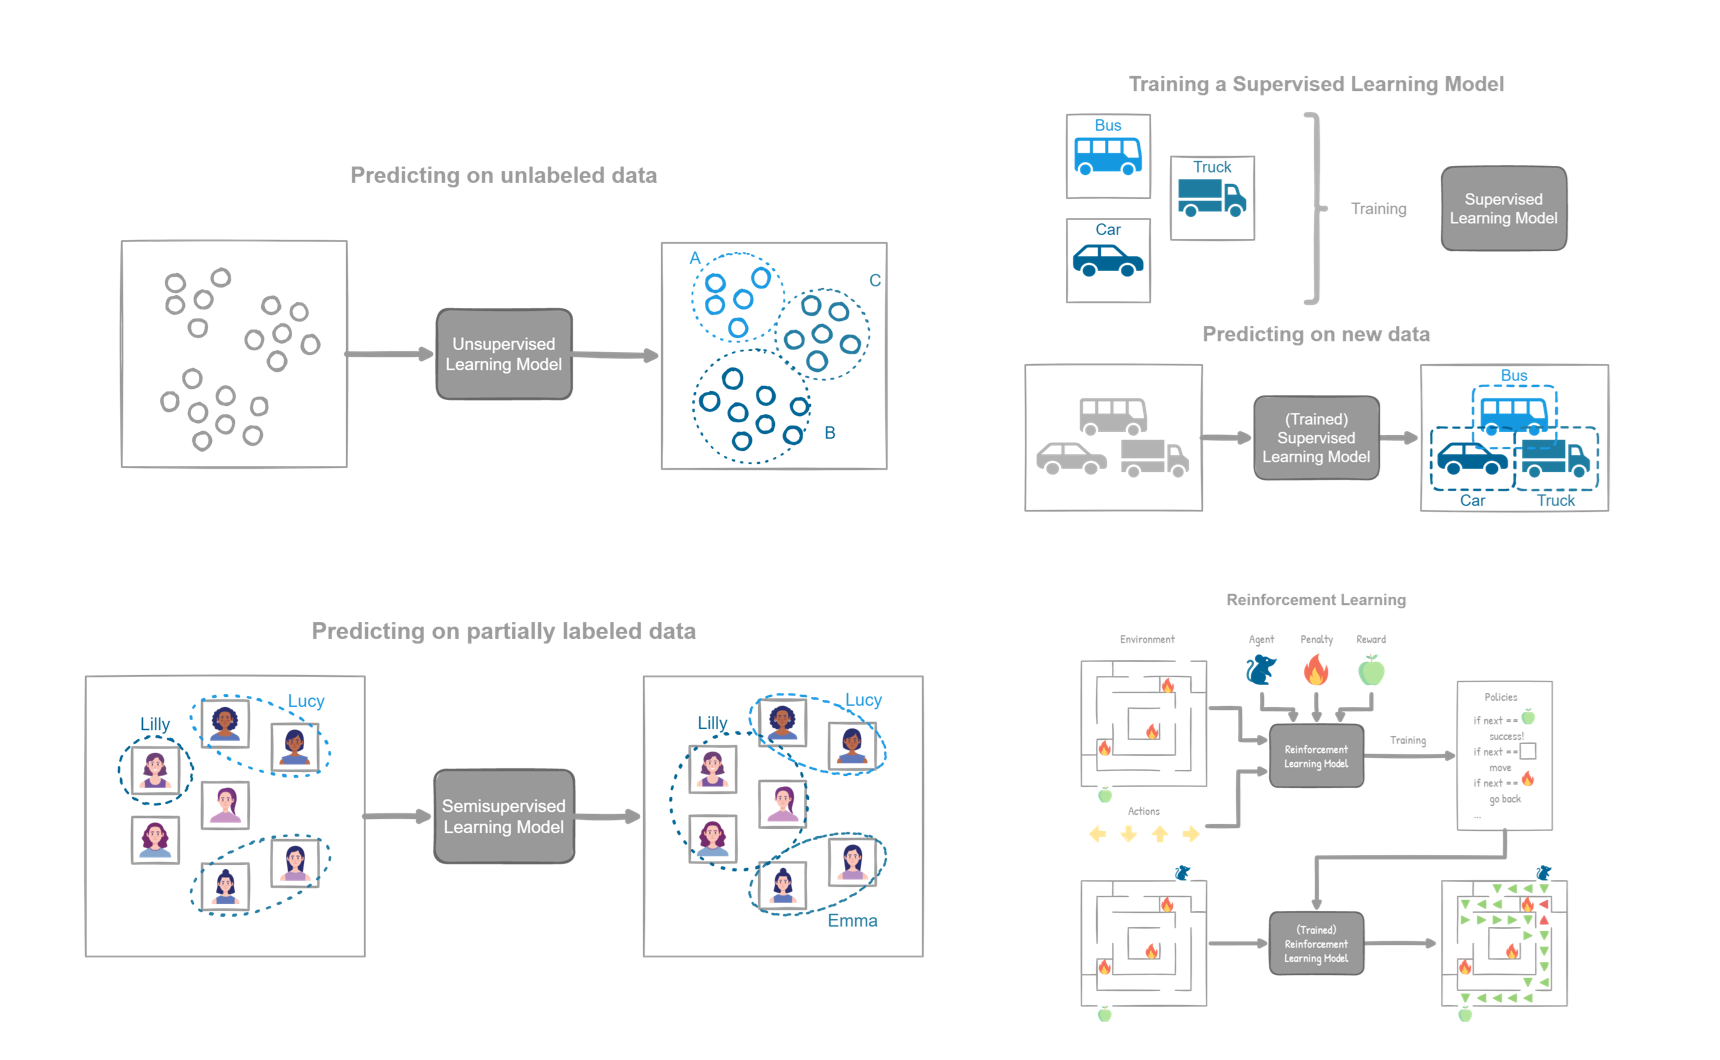 Predicting on unlabeled data
Unsupervised
Learning Model
A
C
B
Training a Supervised Learning Model
Bus
Truck
Car
Training
Supervised
Learning Model
Predicting on new data
(Trained)
Supervised
Learning Model
Bus
Car
Truck
Predicting on partially labeled data
Lilly
Lucy
Semisupervised
Learning Model
Lilly
Lucy
Emma
Reinforcement Learning
Environment
Agent
Penalty
Reward
Actions
Reinforcement
Learning Model
Training
Policies
if next ==
success!
if next ==
move
if next ==
go back
...
(Trained)
Reinforcement
Learning Model